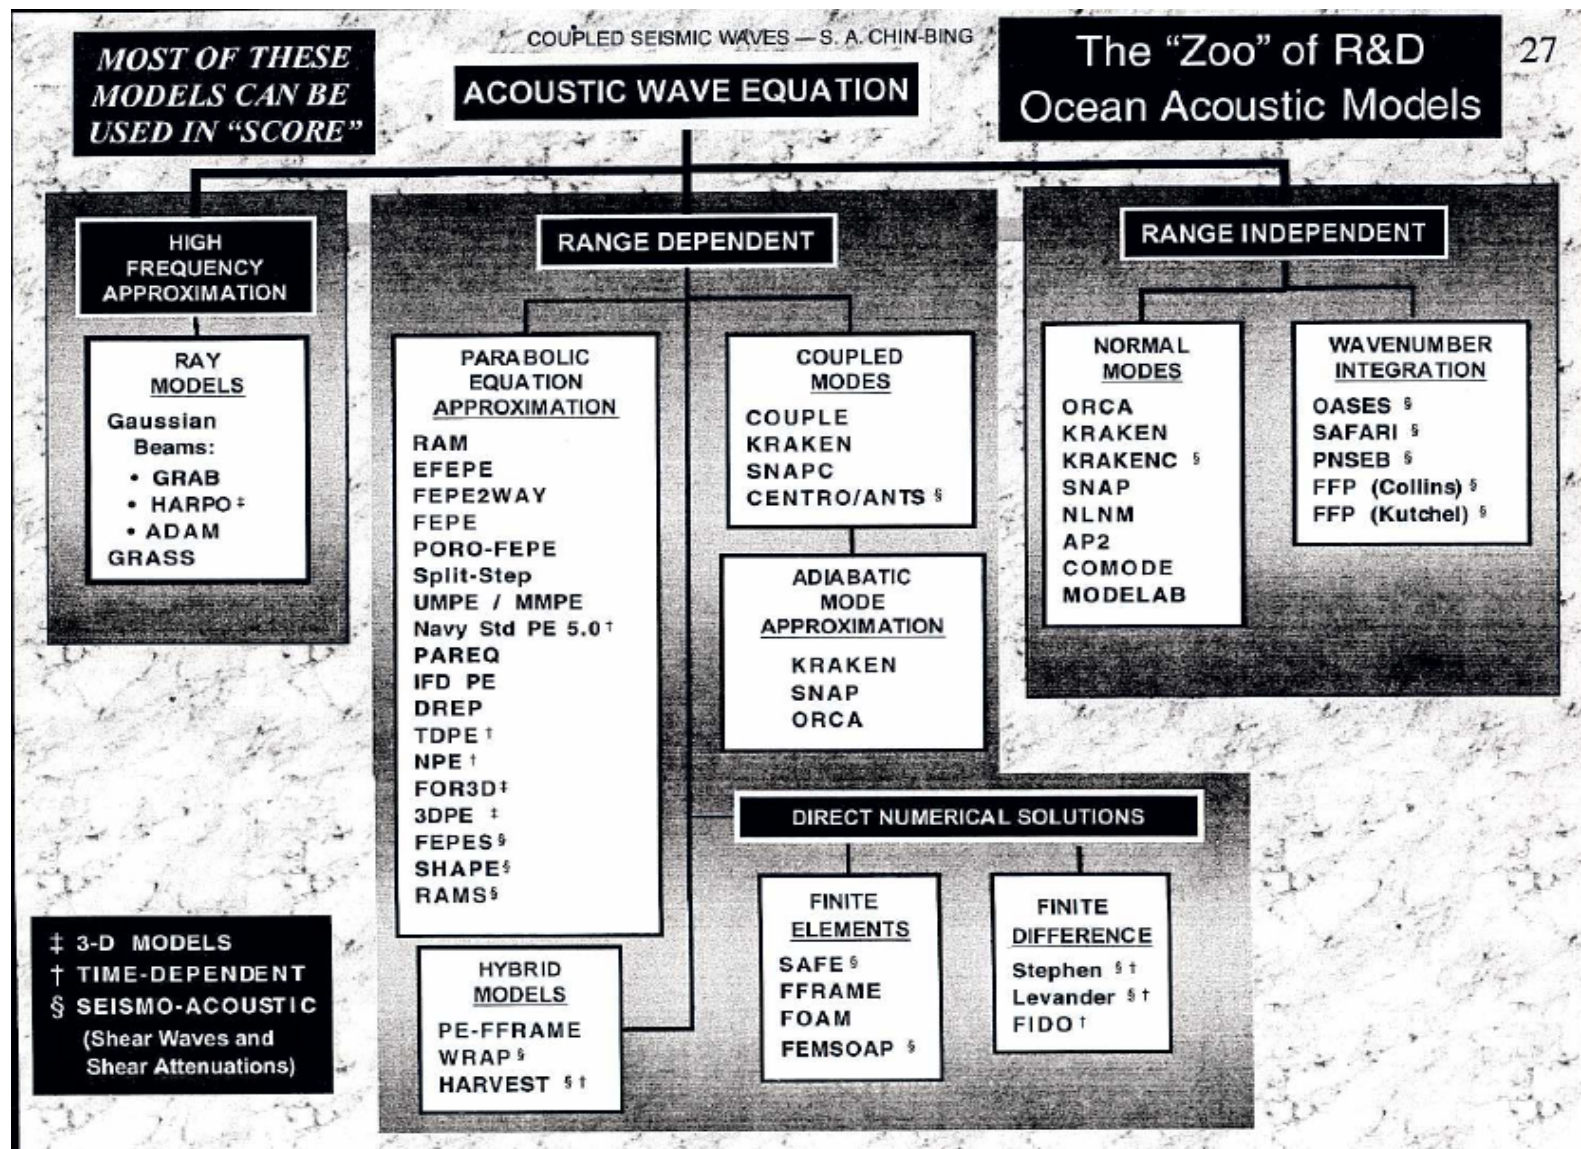 MOST OF THESE
MODELS CAN BE
USED IN "SCORE"
COUPLED SEISMIC WAVES — S. A. CHIN-BING
ACOUSTIC WAVE EQUATION
The "Zoo" of R&D
Ocean Acoustic Models
27
HIGH
FREQUENCY
APPROXIMATION
RAY
MODELS
Gaussian
Beams:
• GRAB
• HARPO ‡
• ADAM
GRASS
RANGE DEPENDENT
PARABOLIC
EQUATION
APPROXIMATION
RAM
EFEPE
FEPE2WAY
FEPE
PORO-FEPE
Split-Step
UMPE / MMPE
Navy Std PE 5.0 †
PAREQ
IFD PE
DREP
TDPE †
NPE †
FOR3D ‡
3DPE ‡
FEPES §
SHAPE §
RAMS §
HYBRID
MODELS
PE-FFRAME
WRAP §
HARVEST § †
COUPLED
MODES
COUPLE
KRAKEN
SNAPC
CENTRO/ANTS §
ADIABATIC
MODE
APPROXIMATION
KRAKEN
SNAP
ORCA
DIRECT NUMERICAL SOLUTIONS
FINITE
ELEMENTS
SAFE §
FFRAME
FOAM
FEMSOAP §
FINITE
DIFFERENCE
Stephen § †
Levander § †
FIDO †
RANGE INDEPENDENT
NORMAL
MODES
ORCA
KRAKEN
KRAKENC §
SNAP
NLNM
AP2
COMODE
MODELAB
WAVENUMBER
INTEGRATION
OASES §
SAFARI §
PNSEB §
FFP (Collins) §
FFP (Kutchel) §
‡ 3-D MODELS
† TIME-DEPENDENT
§ SEISMO-ACOUSTIC
(Shear Waves and
Shear Attenuations)